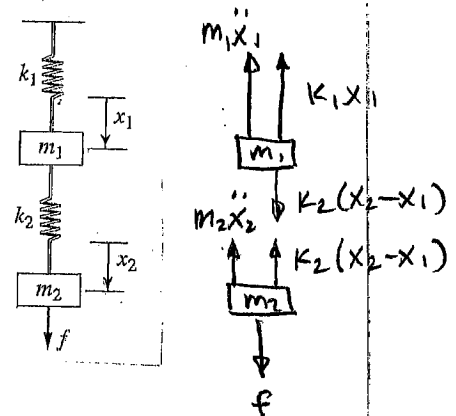 k₁
x₁
m₁
k₂
x₂
m₂
f
m₁ẍ₁
K₁X₁
m₁
K₂(X₂-X₁)
m₂ẍ₂
K₂(X₂-X₁)
m₂
f